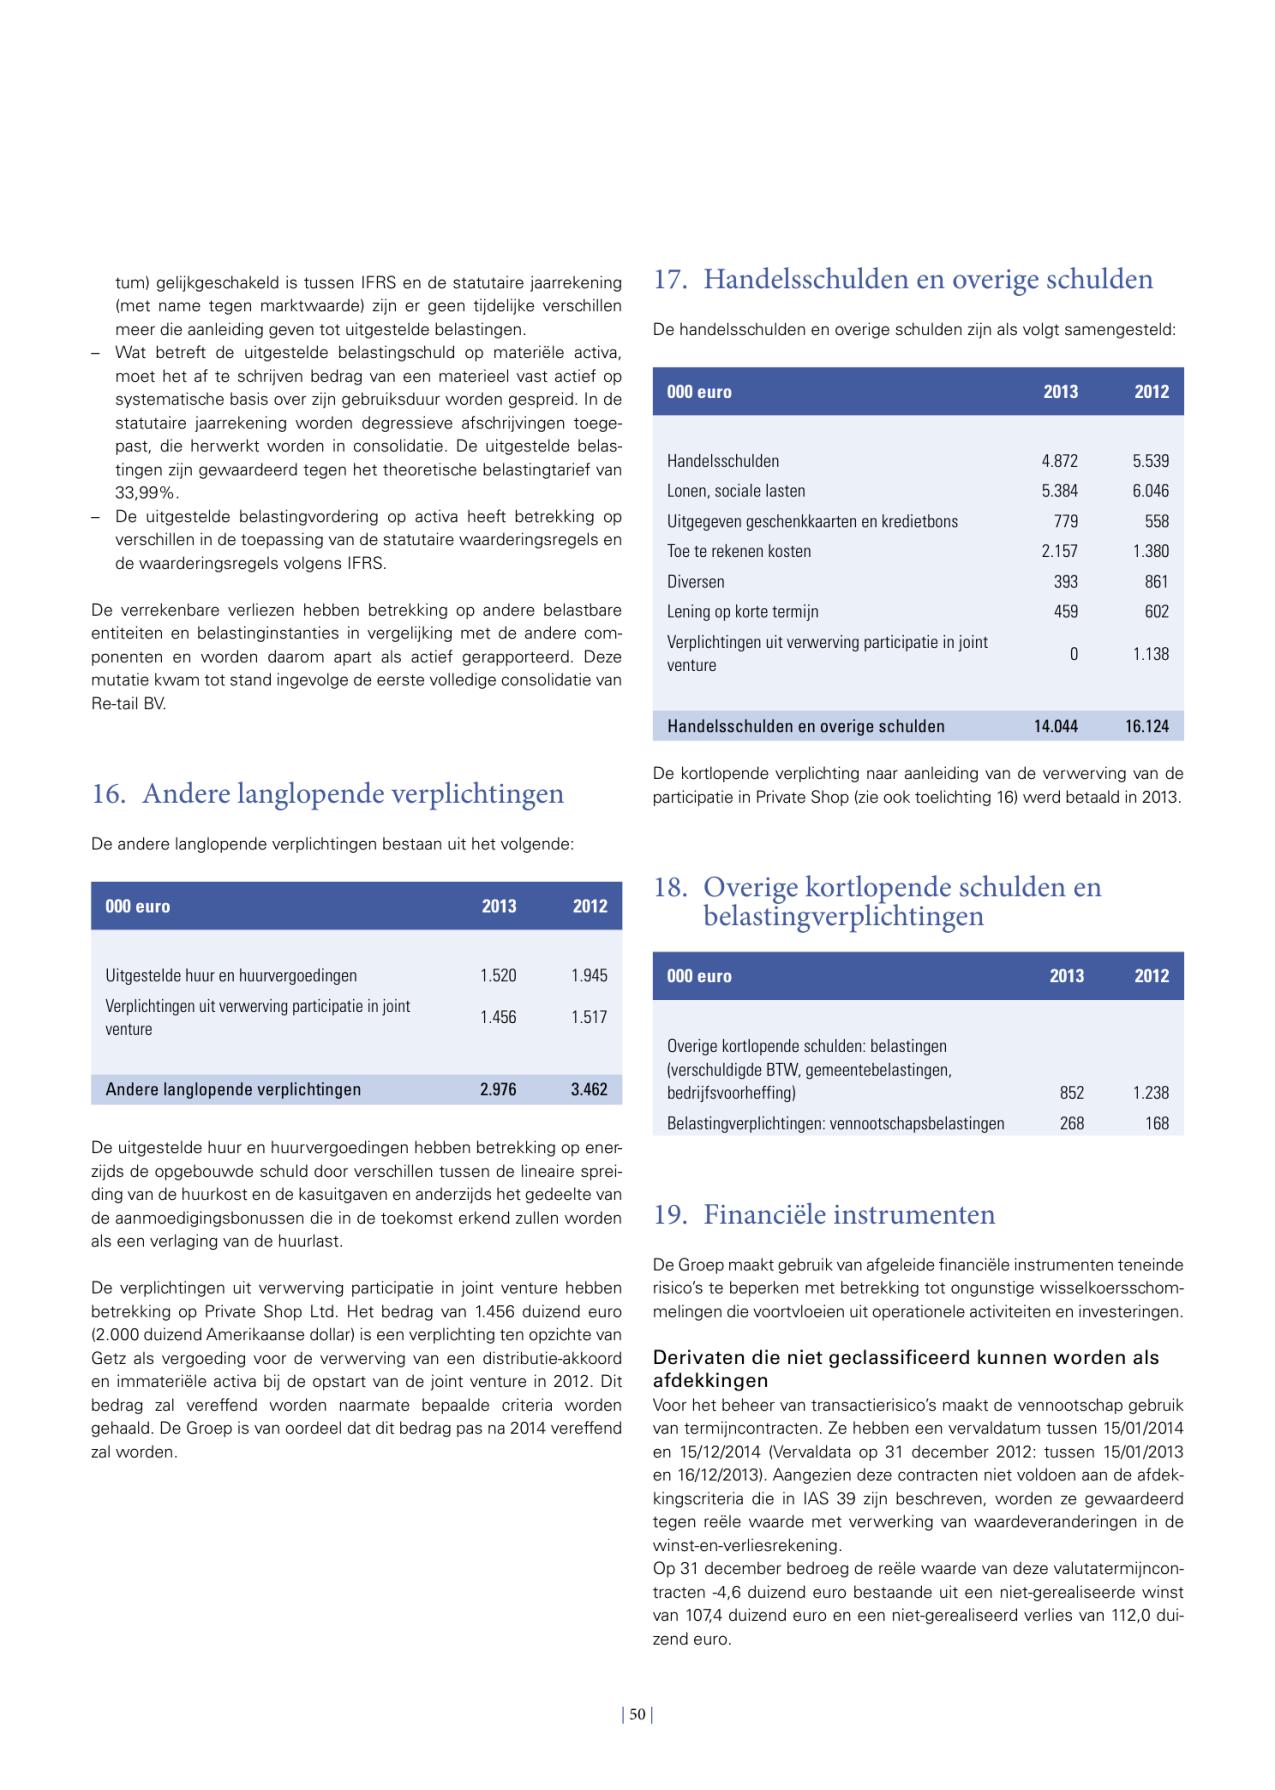 tum) gelijkgeschakeld is tussen IFRS en de statutaire jaarrekening
(met name tegen marktwaarde) zijn er geen tijdelijke verschillen
meer die aanleiding geven tot uitgestelde belastingen.
– Wat betreft de uitgestelde belastingschuld op materiële activa,
moet het af te schrijven bedrag van een materieel vast actief op
systematische basis over zijn gebruiksduur worden gespreid. In de
statutaire jaarrekening worden degressieve afschrijvingen toege-
past, die herwerkt worden in consolidatie. De uitgestelde belas-
tingen zijn gewaardeerd tegen het theoretische belastingtarief van
33,99%.
– De uitgestelde belastingvordering op activa heeft betrekking op
verschillen in de toepassing van de statutaire waarderingsregels en
de waarderingsregels volgens IFRS.
De verrekenbare verliezen hebben betrekking op andere belastbare
entiteiten en belastinginstanties in vergelijking met de andere com-
ponenten en worden daarom apart als actief gerapporteerd. Deze
mutatie kwam tot stand ingevolge de eerste volledige consolidatie van
Re-tail BV.
16. Andere langlopende verplichtingen
De andere langlopende verplichtingen bestaan uit het volgende:
000 euro 2013 2012
Uitgestelde huur en huurvergoedingen 1.520 1.945
Verplichtingen uit verwerving participatie in joint
venture 1.456 1.517
Andere langlopende verplichtingen 2.976 3.462
De uitgestelde huur en huurvergoedingen hebben betrekking op ener-
zijds de opgebouwde schuld door verschillen tussen de lineaire sprei-
ding van de huurkost en de kasuitgaven en anderzijds het gedeelte van
de aanmoedigingsbonussen die in de toekomst erkend zullen worden
als een verlaging van de huurlast.
De verplichtingen uit verwerving participatie in joint venture hebben
betrekking op Private Shop Ltd. Het bedrag van 1.456 duizend euro
(2.000 duizend Amerikaanse dollar) is een verplichting ten opzichte van
Getz als vergoeding voor de verwerving van een distributie-akkoord
en immateriële activa bij de opstart van de joint venture in 2012. Dit
bedrag zal vereffend worden naarmate bepaalde criteria worden
gehaald. De Groep is van oordeel dat dit bedrag pas na 2014 vereffend
zal worden.
17. Handelsschulden en overige schulden
De handelsschulden en overige schulden zijn als volgt samengesteld:
000 euro 2013 2012
Handelsschulden 4.872 5.539
Lonen, sociale lasten 5.384 6.046
Uitgegeven geschenkkaarten en kredietbons 779 558
Toe te rekenen kosten 2.157 1.380
Diversen 393 861
Lening op korte termijn 459 602
Verplichtingen uit verwerving participatie in joint
venture 0 1.138
Handelsschulden en overige schulden 14.044 16.124
De kortlopende verplichting naar aanleiding van de verwerving van de
participatie in Private Shop (zie ook toelichting 16) werd betaald in 2013.
18. Overige kortlopende schulden en
belastingverplichtingen
000 euro 2013 2012
Overige kortlopende schulden: belastingen
(verschuldigde BTW, gemeentebelastingen,
bedrijfsvoorheffing) 852 1.238
Belastingverplichtingen: vennootschapsbelastingen 268 168
19. Financiële instrumenten
De Groep maakt gebruik van afgeleide financiële instrumenten teneinde
risico's te beperken met betrekking tot ongunstige wisselkoersschom-
melingen die voortvloeien uit operationele activiteiten en investeringen.
Derivaten die niet geclassificeerd kunnen worden als
afdekkingen
Voor het beheer van transactierisico's maakt de vennootschap gebruik
van termijncontracten. Ze hebben een vervaldatum tussen 15/01/2014
en 15/12/2014 (Vervaldata op 31 december 2012: tussen 15/01/2013
en 16/12/2013). Aangezien deze contracten niet voldoen aan de afdek-
kingscriteria die in IAS 39 zijn beschreven, worden ze gewaardeerd
tegen reële waarde met verwerking van waardeveranderingen in de
winst-en-verliesrekening.
Op 31 december bedroeg de reële waarde van deze valutatermijncon-
tracten -4,6 duizend euro bestaande uit een niet-gerealiseerde winst
van 107,4 duizend euro en een niet-gerealiseerd verlies van 112,0 dui-
zend euro.
| 50 |